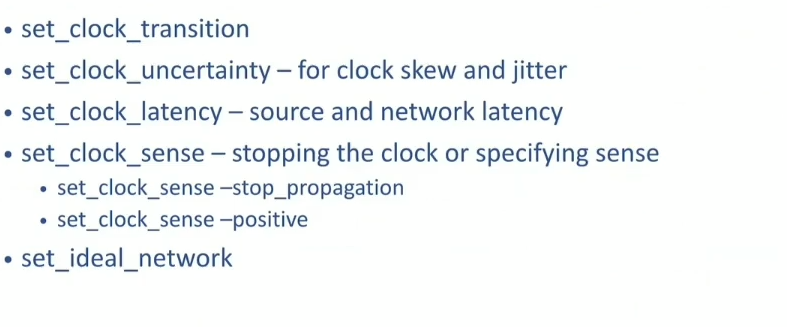 • set_clock_transition
• set_clock_uncertainty – for clock skew and jitter
• set_clock_latency – source and network latency
• set_clock_sense – stopping the clock or specifying sense
• set_clock_sense –stop_propagation
• set_clock_sense –positive
• set_ideal_network